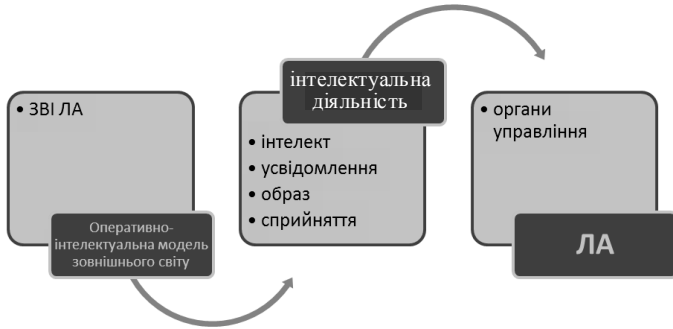 • ЗВІ ЛА
Оперативно-
інтелектуальна модель
зовнішнього світу
інтелектуальна
діяльність
• інтелект
• усвідомлення
• образ
• сприйняття
• органи
управління
ЛА